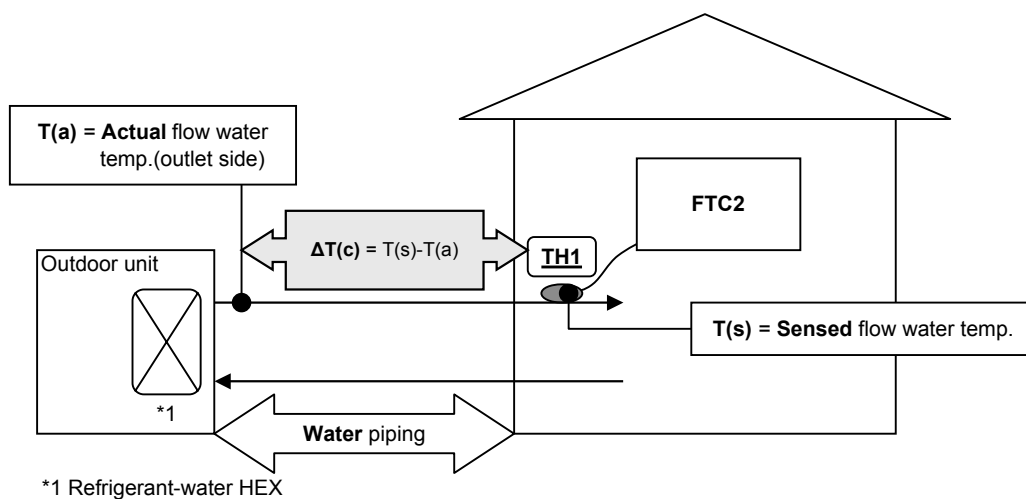 T(a) = Actual flow water
temp.(outlet side)
FTC2
ΔT(c) = T(s)-T(a)
TH1
Outdoor unit
T(s) = Sensed flow water temp.
*1
Water piping
*1 Refrigerant-water HEX